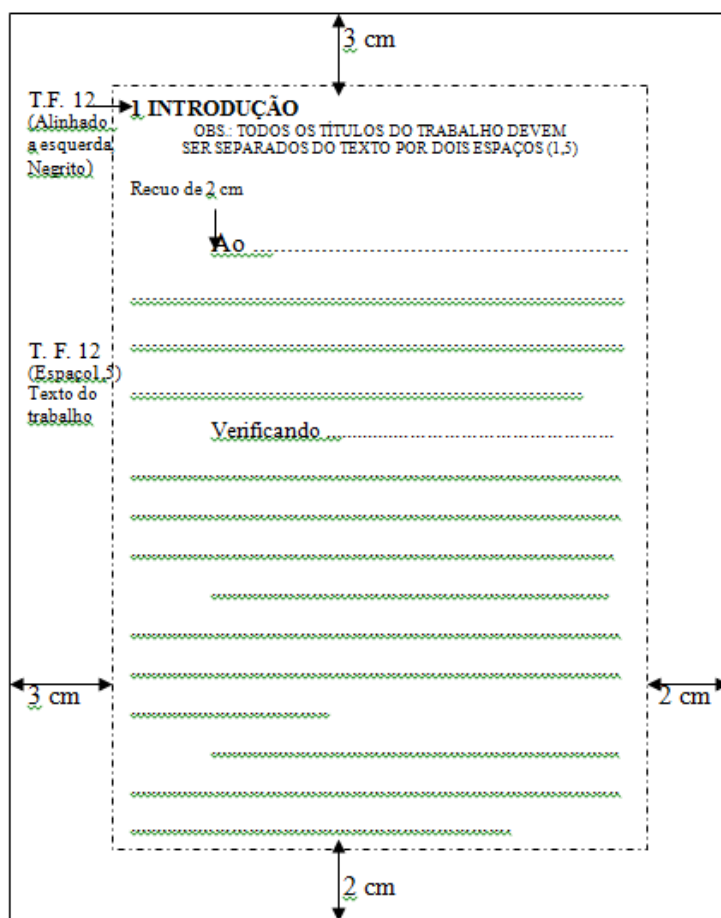 3 cm
T.F. 12
(Alinhado
a esquerda
Negrito)
1 INTRODUÇÃO
OBS.: TODOS OS TÍTULOS DO TRABALHO DEVEM
SER SEPARADOS DO TEXTO POR DOIS ESPAÇOS (1,5)
Recuo de 2 cm
Ao
T. F. 12
(Espaço1,5)
Texto do
trabalho
Verificando
3 cm
2 cm
2 cm